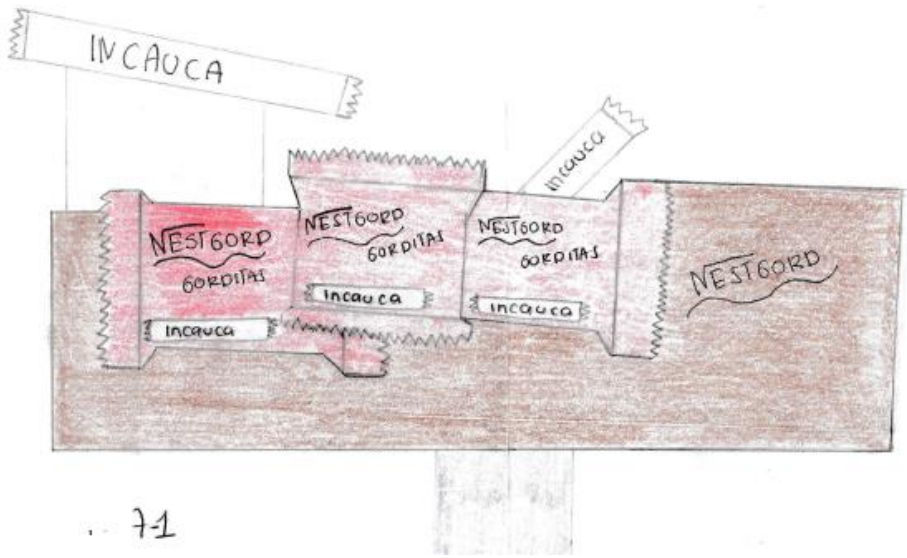 INCAUCA
incauca
NESTGORD
GORDITAS
incauca
NESTGORD
GORDITAS
incauca
NESTGORD
GORDITAS
incauca
NESTGORD
7-1